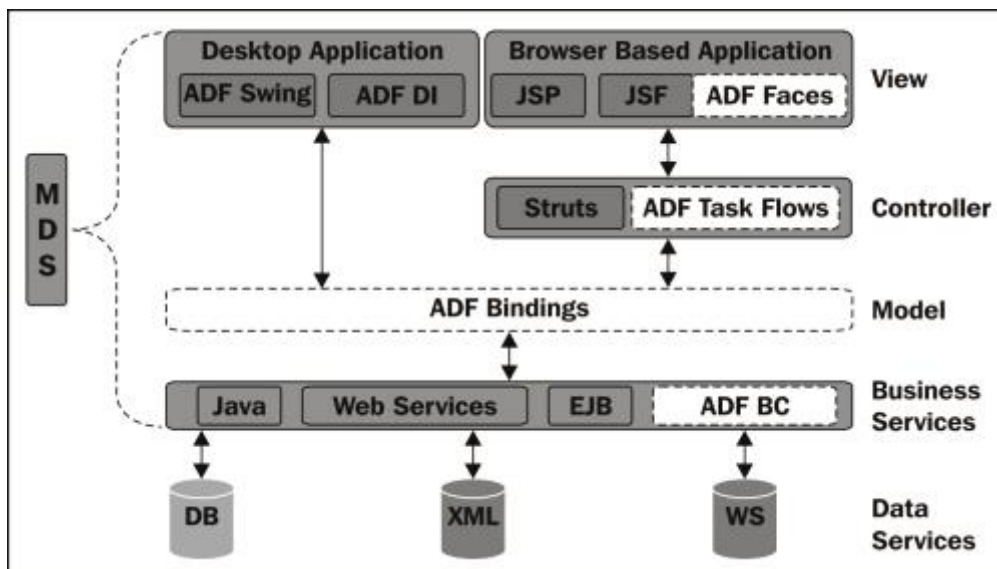 Desktop Application
Browser Based Application
ADF Swing
ADF DI
JSP
JSF
ADF Faces
View
M
D
S
Struts
ADF Task Flows
Controller
ADF Bindings
Model
Java
Web Services
EJB
ADF BC
Business
Services
DB
XML
WS
Data
Services